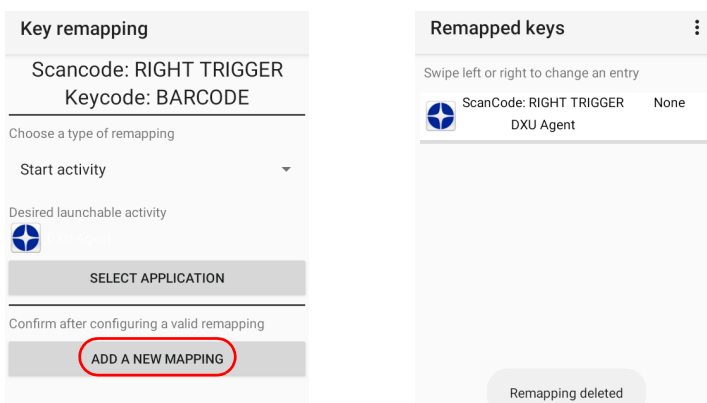 Key remapping
Scancode: RIGHT TRIGGER
Keycode: BARCODE
Choose a type of remapping
Start activity
Desired launchable activity
SELECT APPLICATION
Confirm after configuring a valid remapping
ADD A NEW MAPPING
Remapped keys
Swipe left or right to change an entry
ScanCode: RIGHT TRIGGER None
DXU Agent
Remapping deleted